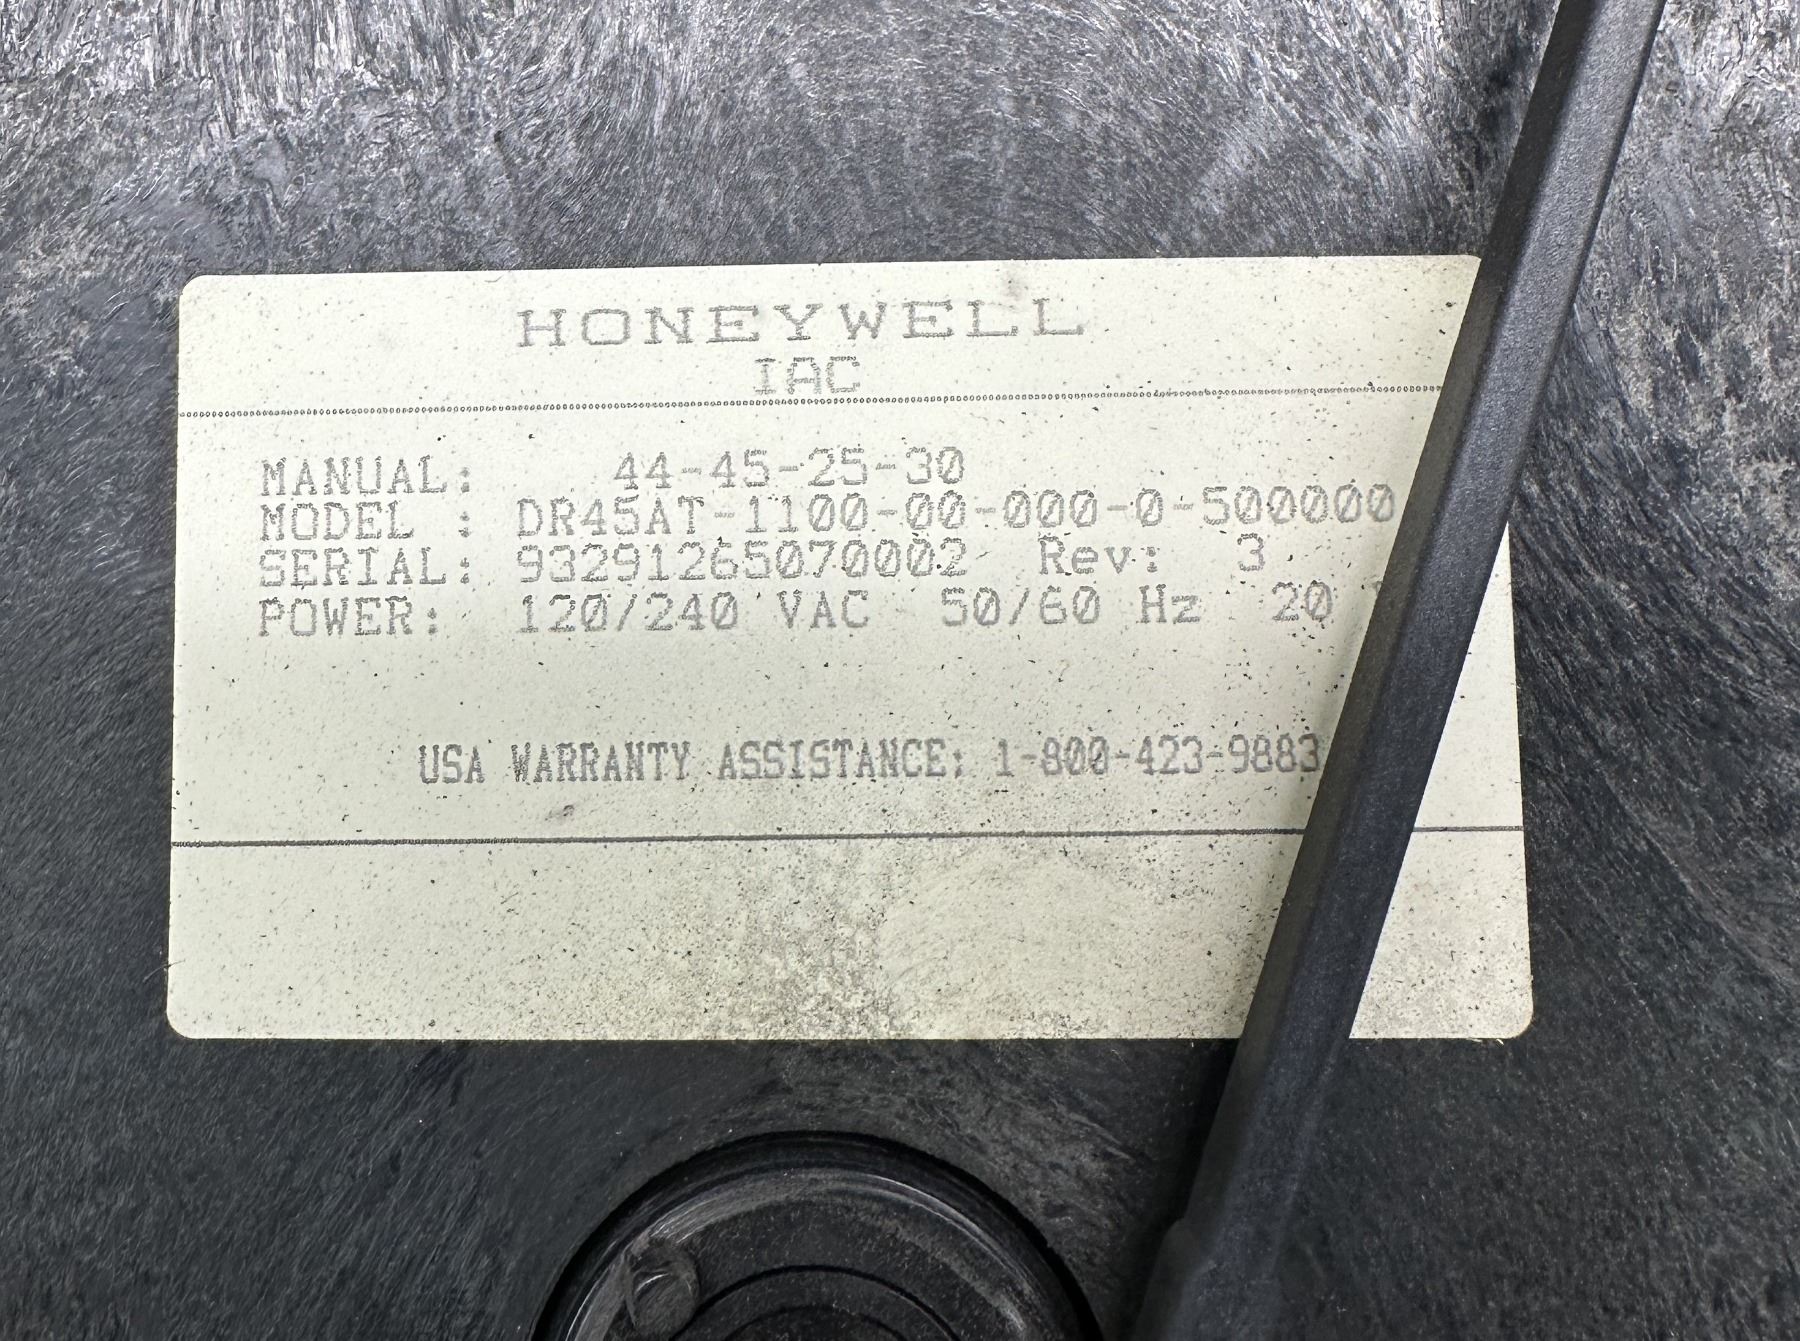 HONEYWELL
IAC
MANUAL: 44-45-25-30
MODEL : DR45AT-1100-00-000-0-500000
SERIAL: 93291265070002 Rev: 3
POWER: 120/240 VAC 50/60 Hz 20
USA WARRANTY ASSISTANCE: 1-800-423-9883